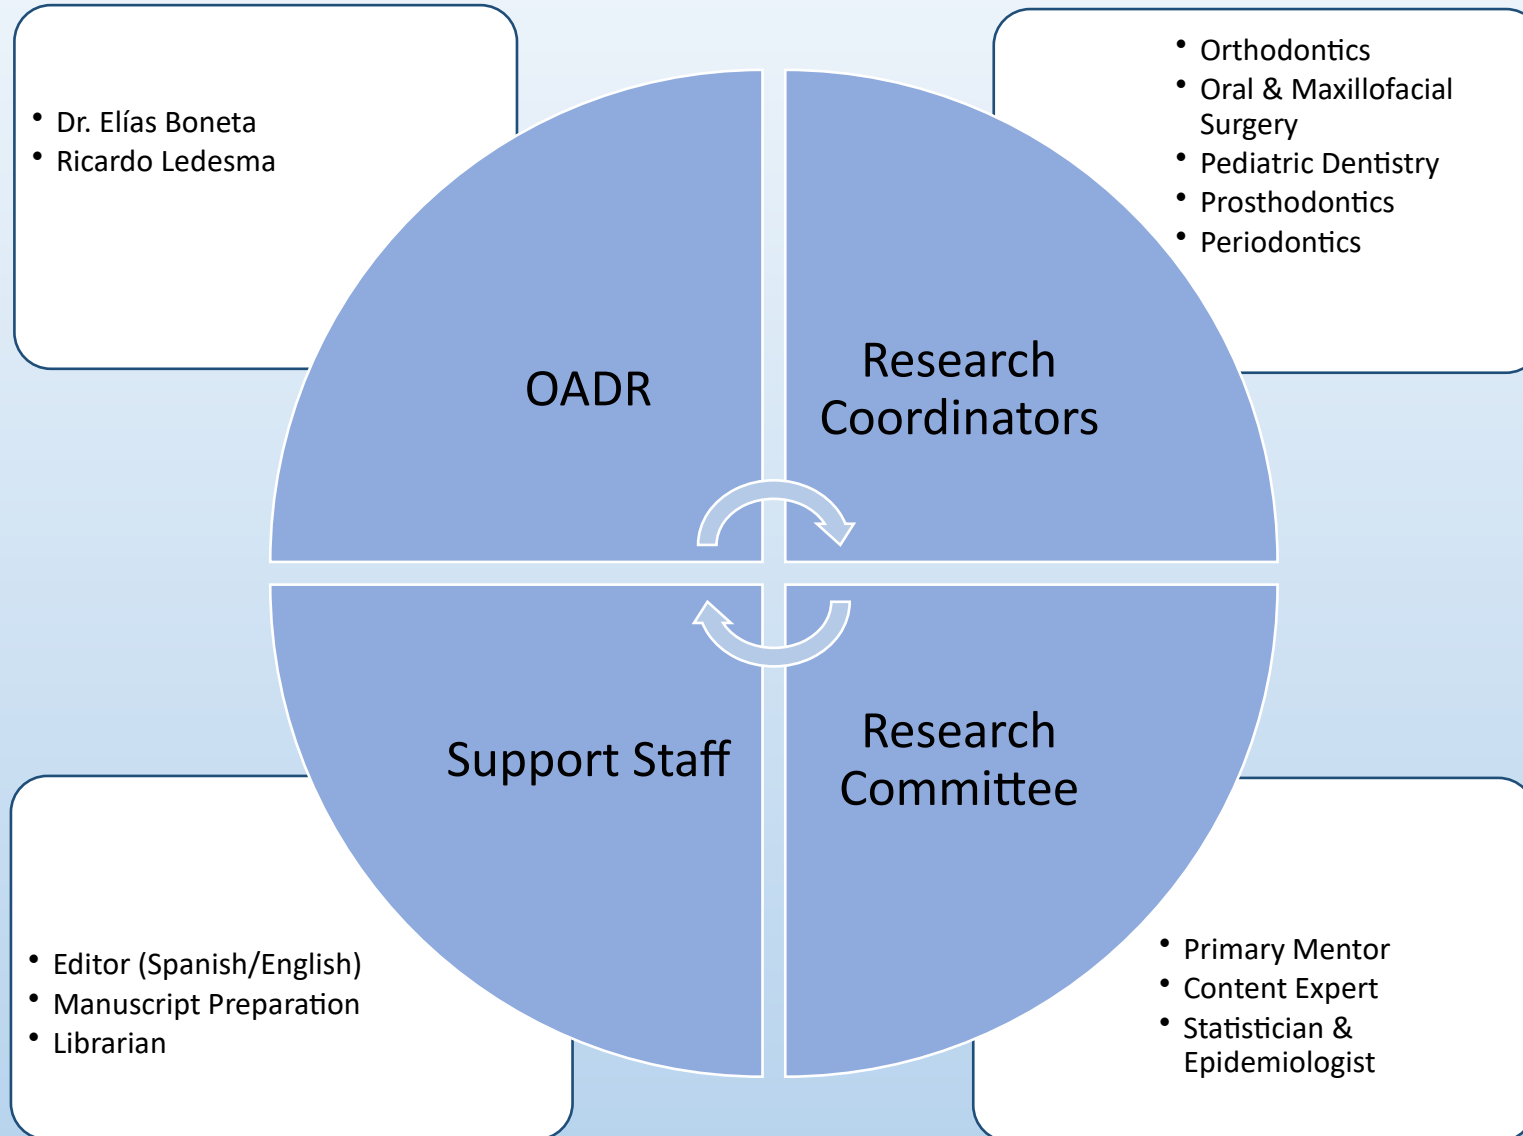 • Dr. Elías Boneta
• Ricardo Ledesma
• Orthodontics
• Oral & Maxillofacial
Surgery
• Pediatric Dentistry
• Prosthodontics
• Periodontics
OADR
Research
Coordinators
Support Staff
Research
Committee
• Editor (Spanish/English)
• Manuscript Preparation
• Librarian
• Primary Mentor
• Content Expert
• Statistician &
Epidemiologist